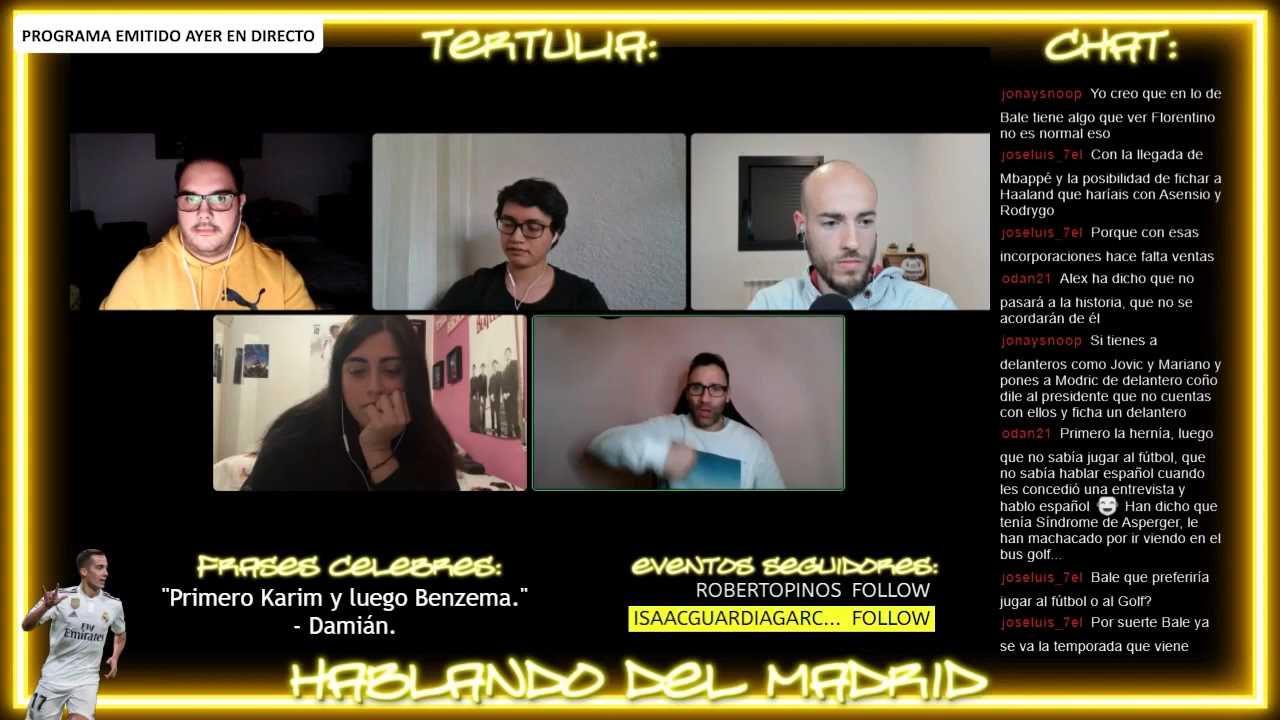 PROGRAMA EMITIDO AYER EN DIRECTO
TERTULIA:
CHAT:
jonaysnoop Yo creo que en lo de
Bale tiene algo que ver Florentino
no es normal eso
joseluis_7el Con la llegada de
Mbappé y la posibilidad de fichar a
Haaland que haríais con Asensio y
Rodrygo
joseluis_7el Porque con esas
incorporaciones hace falta ventas
odan21 Alex ha dicho que no
pasará a la historia, que no se
acordarán de él
jonaysnoop Si tienes a
delanteros como Jovic y Mariano y
pones a Modric de delantero coño
dile al presidente que no cuentas
con ellos y ficha un delantero
odan21 Primero la hernía, luego
que no sabía jugar al fútbol, que
no sabía hablar español cuando
les concedió una entrevista y
hablo español Han dicho que
tenía Síndrome de Asperger, le
han machacado por ir viendo en el
bus golf...
joseluis_7el Bale que preferiría
jugar al fútbol o al Golf?
joseluis_7el Por suerte Bale ya
se va la temporada que viene
FRASES CELEBRES:
"Primero Karim y luego Benzema."
- Damián.
EVENTOS SEGUIDORES:
ROBERTOPINOS FOLLOW
ISAACGUARDIAGARC... FOLLOW
Fly
Emirates
17
HABLANDO DEL MADRID